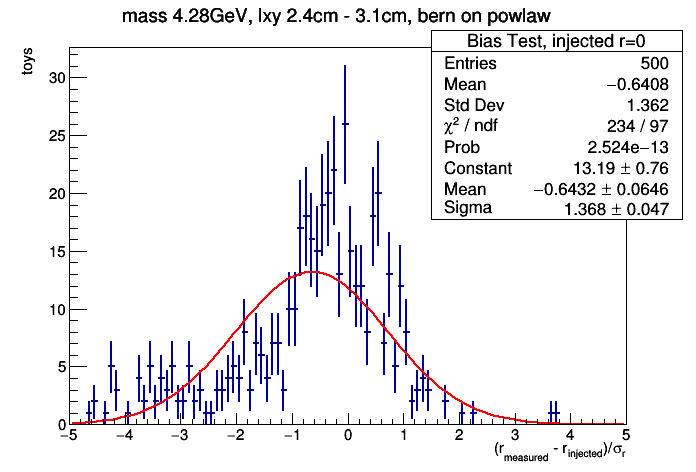 mass 4.28GeV, lxy 2.4cm - 3.1cm, bern on powlaw
toys
Bias Test, injected r=0
Entries 500
Mean −0.6408
Std Dev 1.362
χ² / ndf 234 / 97
Prob 2.524e−13
Constant 13.19 ± 0.76
Mean −0.6432 ± 0.0646
Sigma 1.368 ± 0.047
30
25
20
15
10
5
0
−5 −4 −3 −2 −1 0 1 2 3 4 5
(r_measured - r_injected)/σ_r